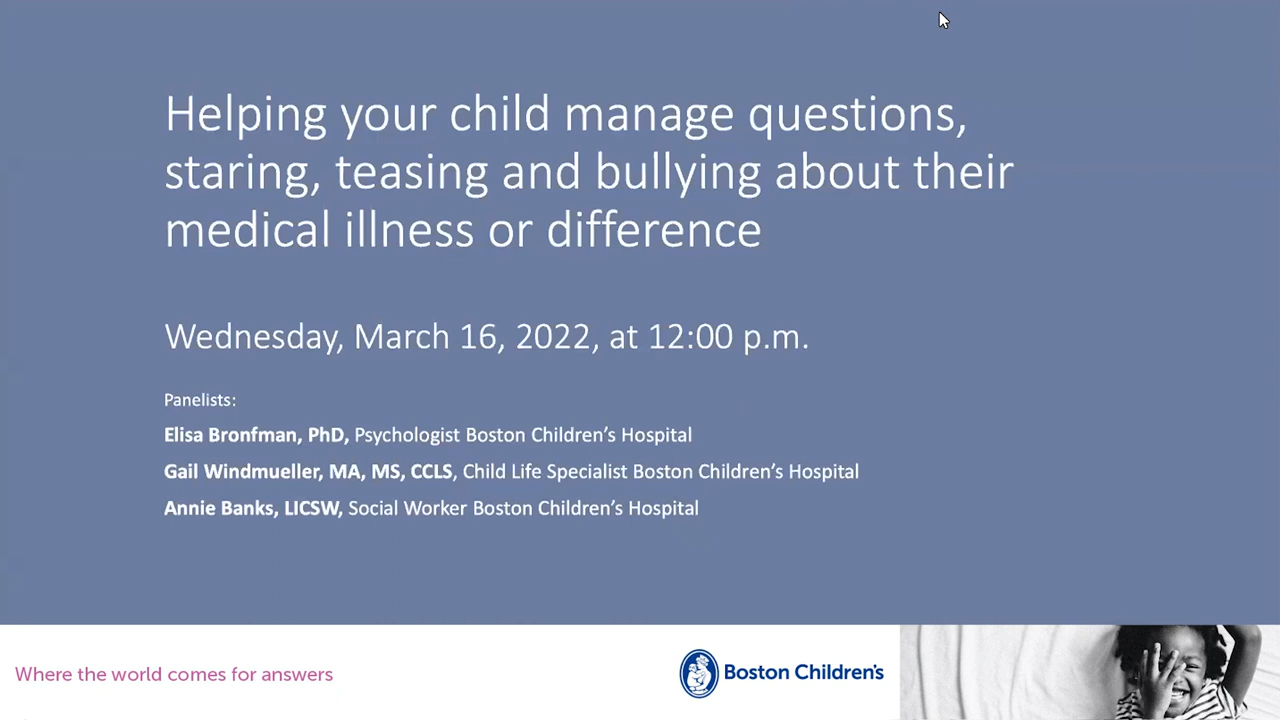 Helping your child manage questions,
staring, teasing and bullying about their
medical illness or difference
Wednesday, March 16, 2022, at 12:00 p.m.
Panelists:
Elisa Bronfman, PhD, Psychologist Boston Children’s Hospital
Gail Windmueller, MA, MS, CCLS, Child Life Specialist Boston Children’s Hospital
Annie Banks, LICSW, Social Worker Boston Children’s Hospital
Where the world comes for answers
Boston Children’s